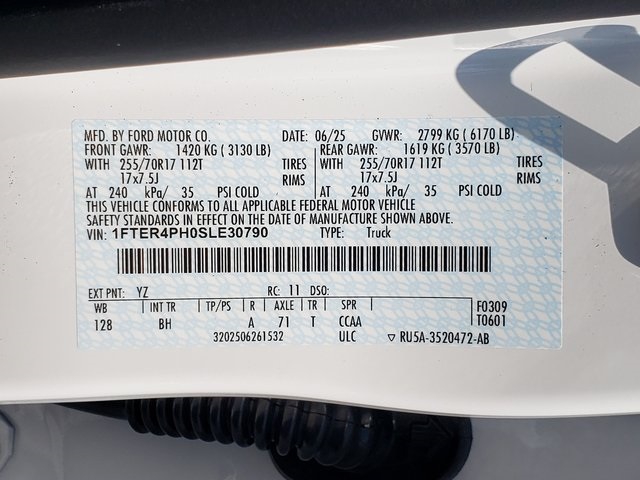 MFD. BY FORD MOTOR CO. DATE: 06/25 GVWR: 2799 KG ( 6170 LB)
FRONT GAWR: 1420 KG ( 3130 LB) REAR GAWR: 1619 KG ( 3570 LB)
WITH 255/70R17 112T TIRES WITH 255/70R17 112T TIRES
17x7.5J RIMS 17x7.5J RIMS
AT 240 kPa/ 35 PSI COLD AT 240 kPa/ 35 PSI COLD
THIS VEHICLE CONFORMS TO ALL APPLICABLE FEDERAL MOTOR VEHICLE
SAFETY STANDARDS IN EFFECT ON THE DATE OF MANUFACTURE SHOWN ABOVE.
VIN: 1FTER4PH0SLE30790 TYPE: Truck
EXT PNT: YZ RC: 11 DSO:
WB INT TR TP/PS R AXLE TR SPR F0309
128 BH A 71 T CCAA T0601
3202506261532 ULC ▽ RU5A-3520472-AB